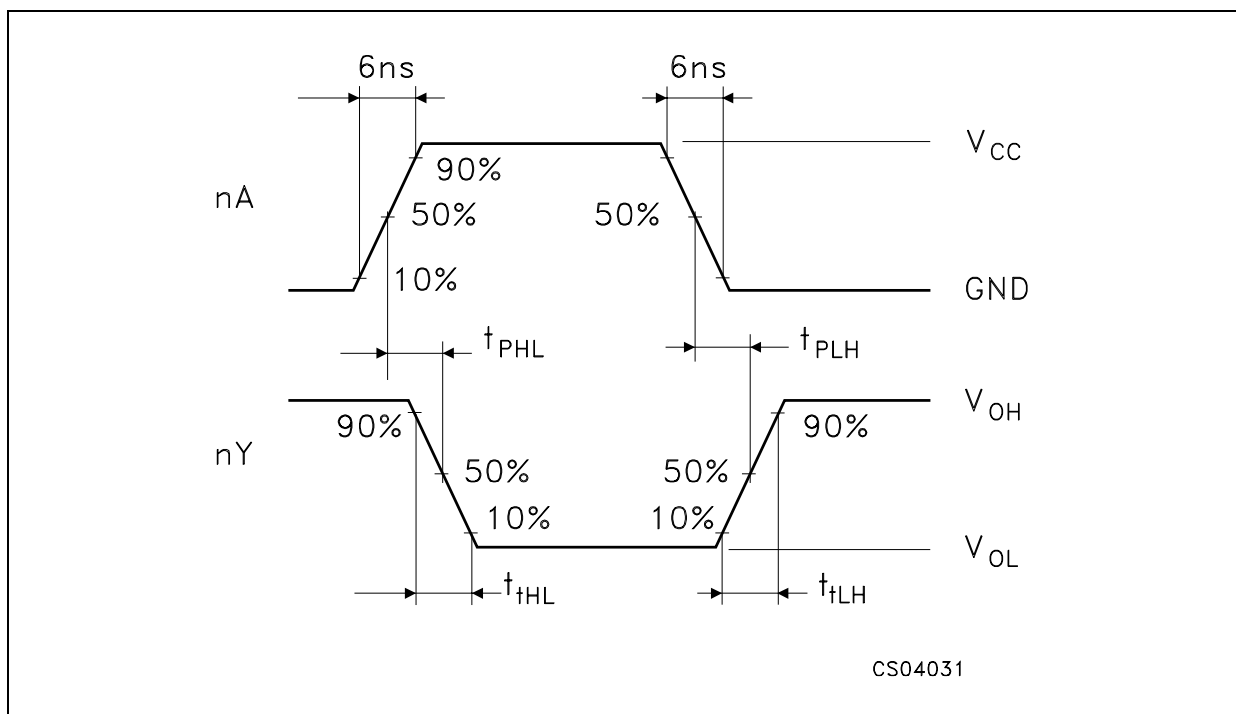 6ns 6ns
V_CC
90%
nA
50% 50%
10%
GND
t_PHL t_PLH
V_OH
90% 90%
nY
50% 50%
10% 10%
V_OL
t_tHL t_tLH
CS04031